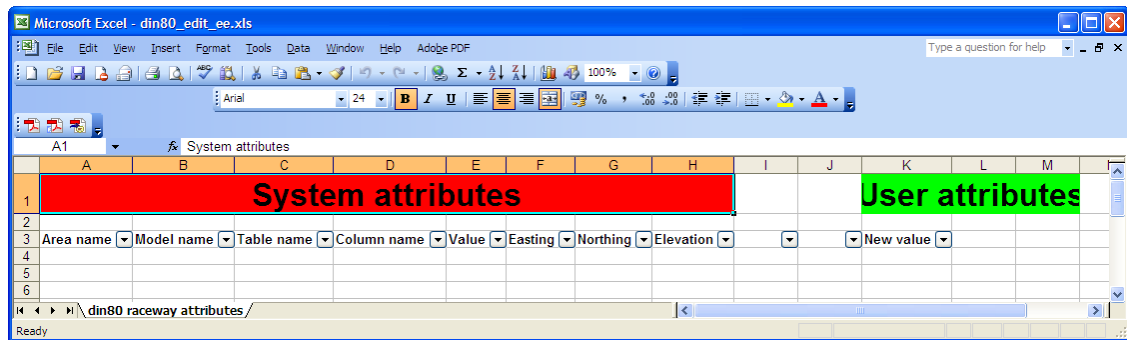 Microsoft Excel - din80_edit_ee.xls
File Edit View Insert Format Tools Data Window Help Adobe PDF Type a question for help
100%
Arial 24 B I U % ,
A1 fx System attributes
A B C D E F G H I J K L M
1 System attributes User attributes
2
3 Area name Model name Table name Column name Value Easting Northing Elevation New value
4
5
6
din80 raceway attributes
Ready